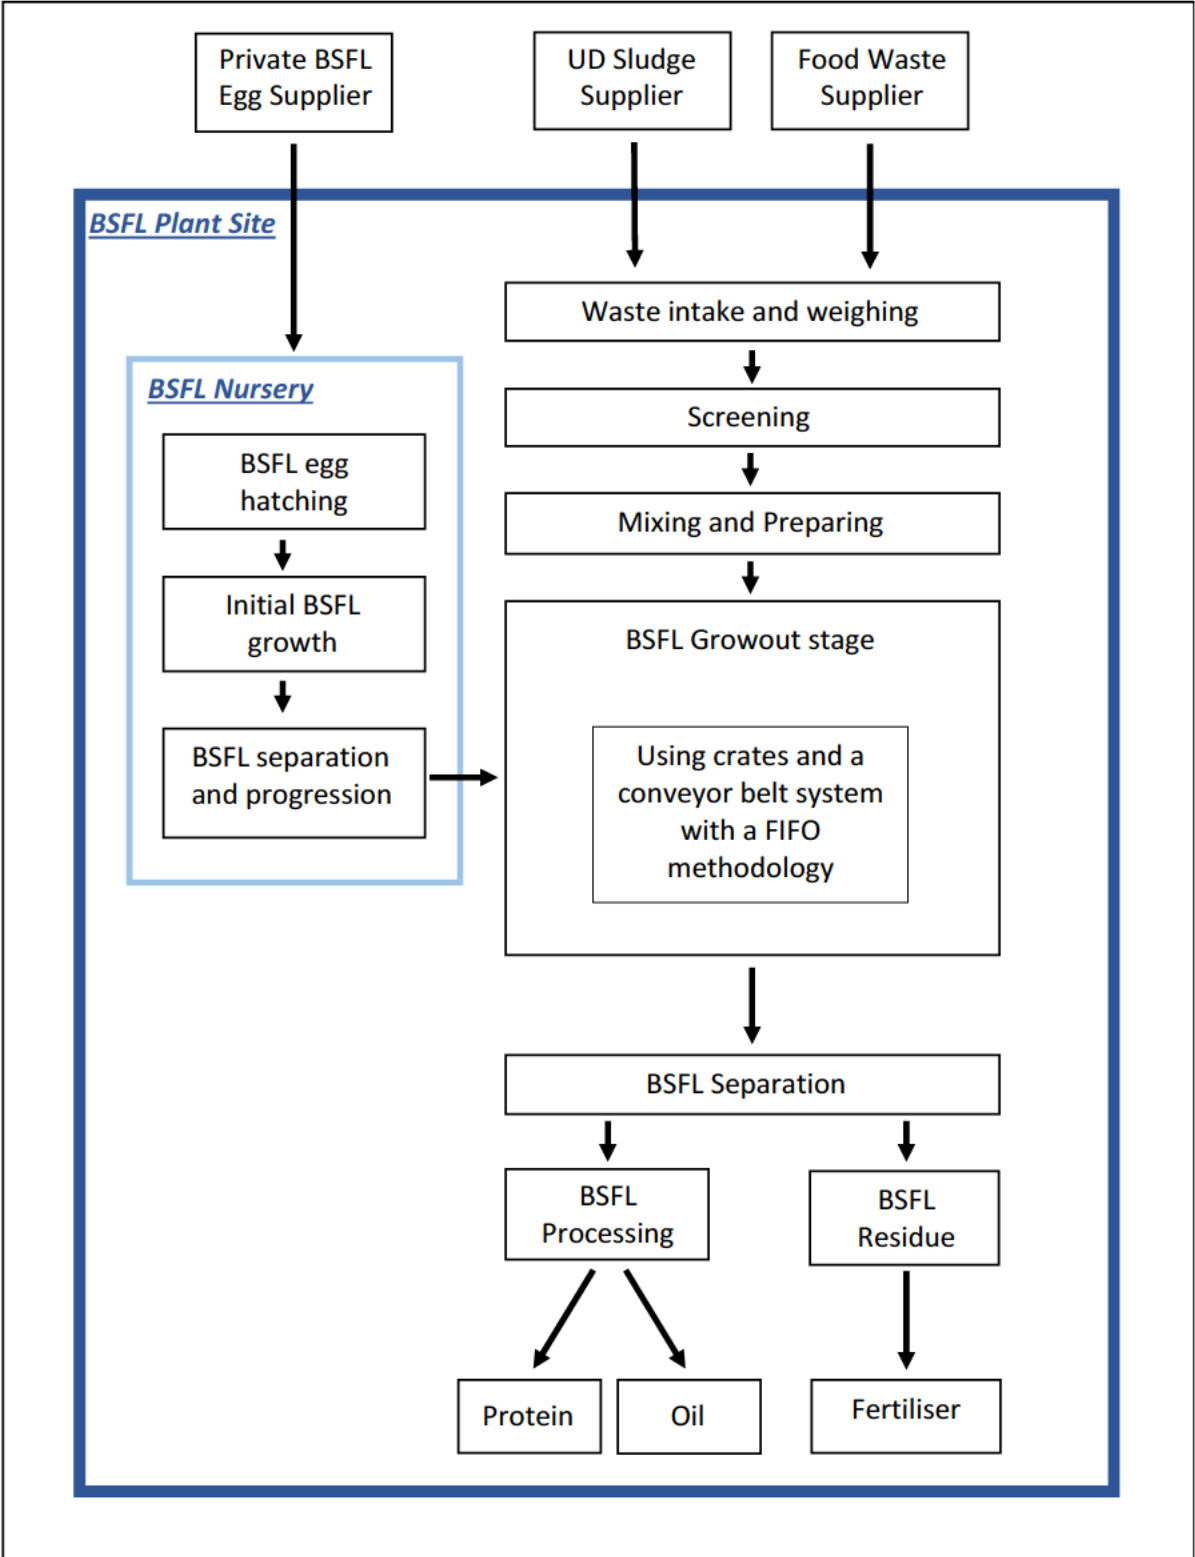 Private BSFL
Egg Supplier
UD Sludge
Supplier
Food Waste
Supplier
BSFL Plant Site
Waste intake and weighing
Screening
Mixing and Preparing
BSFL Nursery
BSFL egg
hatching
Initial BSFL
growth
BSFL separation
and progression
BSFL Growout stage
Using crates and a
conveyor belt system
with a FIFO
methodology
BSFL Separation
BSFL
Processing
BSFL
Residue
Protein
Oil
Fertiliser